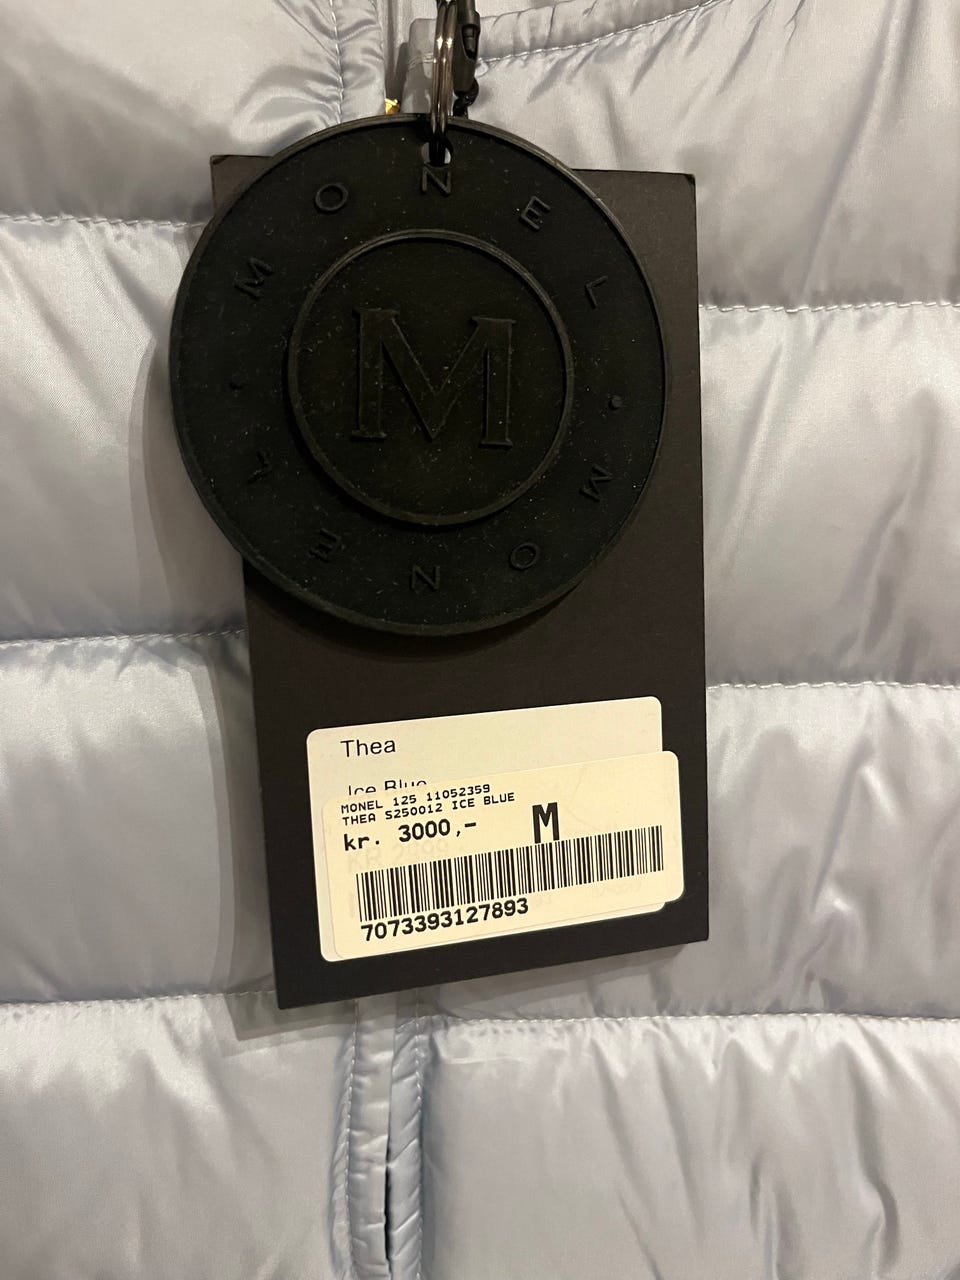 MONEL · MONEL ·
M
Thea
Ice Blue
MONEL 125 11052359
THEA S250012 ICE BLUE
kr. 3000,- M
7073393127893